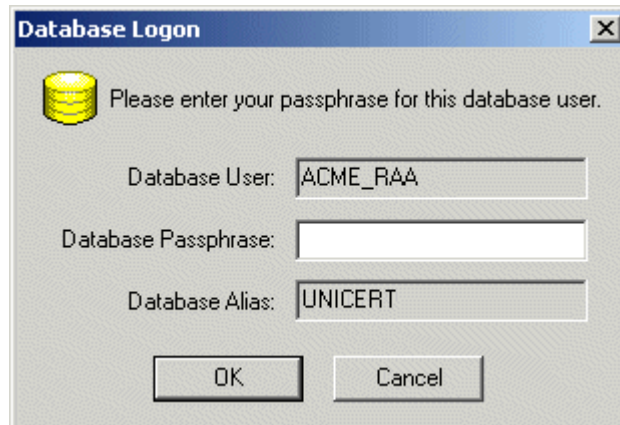 Database Logon
Please enter your passphrase for this database user.
Database User: ACME_RAA
Database Passphrase:
Database Alias: UNICERT
OK Cancel